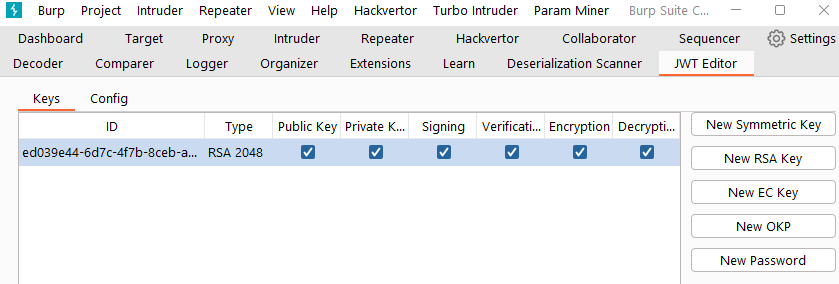 Burp Project Intruder Repeater View Help Hackvertor Turbo Intruder Param Miner Burp Suite C...
Dashboard Target Proxy Intruder Repeater Hackvertor Collaborator Sequencer Settings
Decoder Comparer Logger Organizer Extensions Learn Deserialization Scanner JWT Editor
Keys Config
ID Type Public Key Private K... Signing Verificati... Encryption Decrypti...
ed039e44-6d7c-4f7b-8ceb-a... RSA 2048
New Symmetric Key
New RSA Key
New EC Key
New OKP
New Password